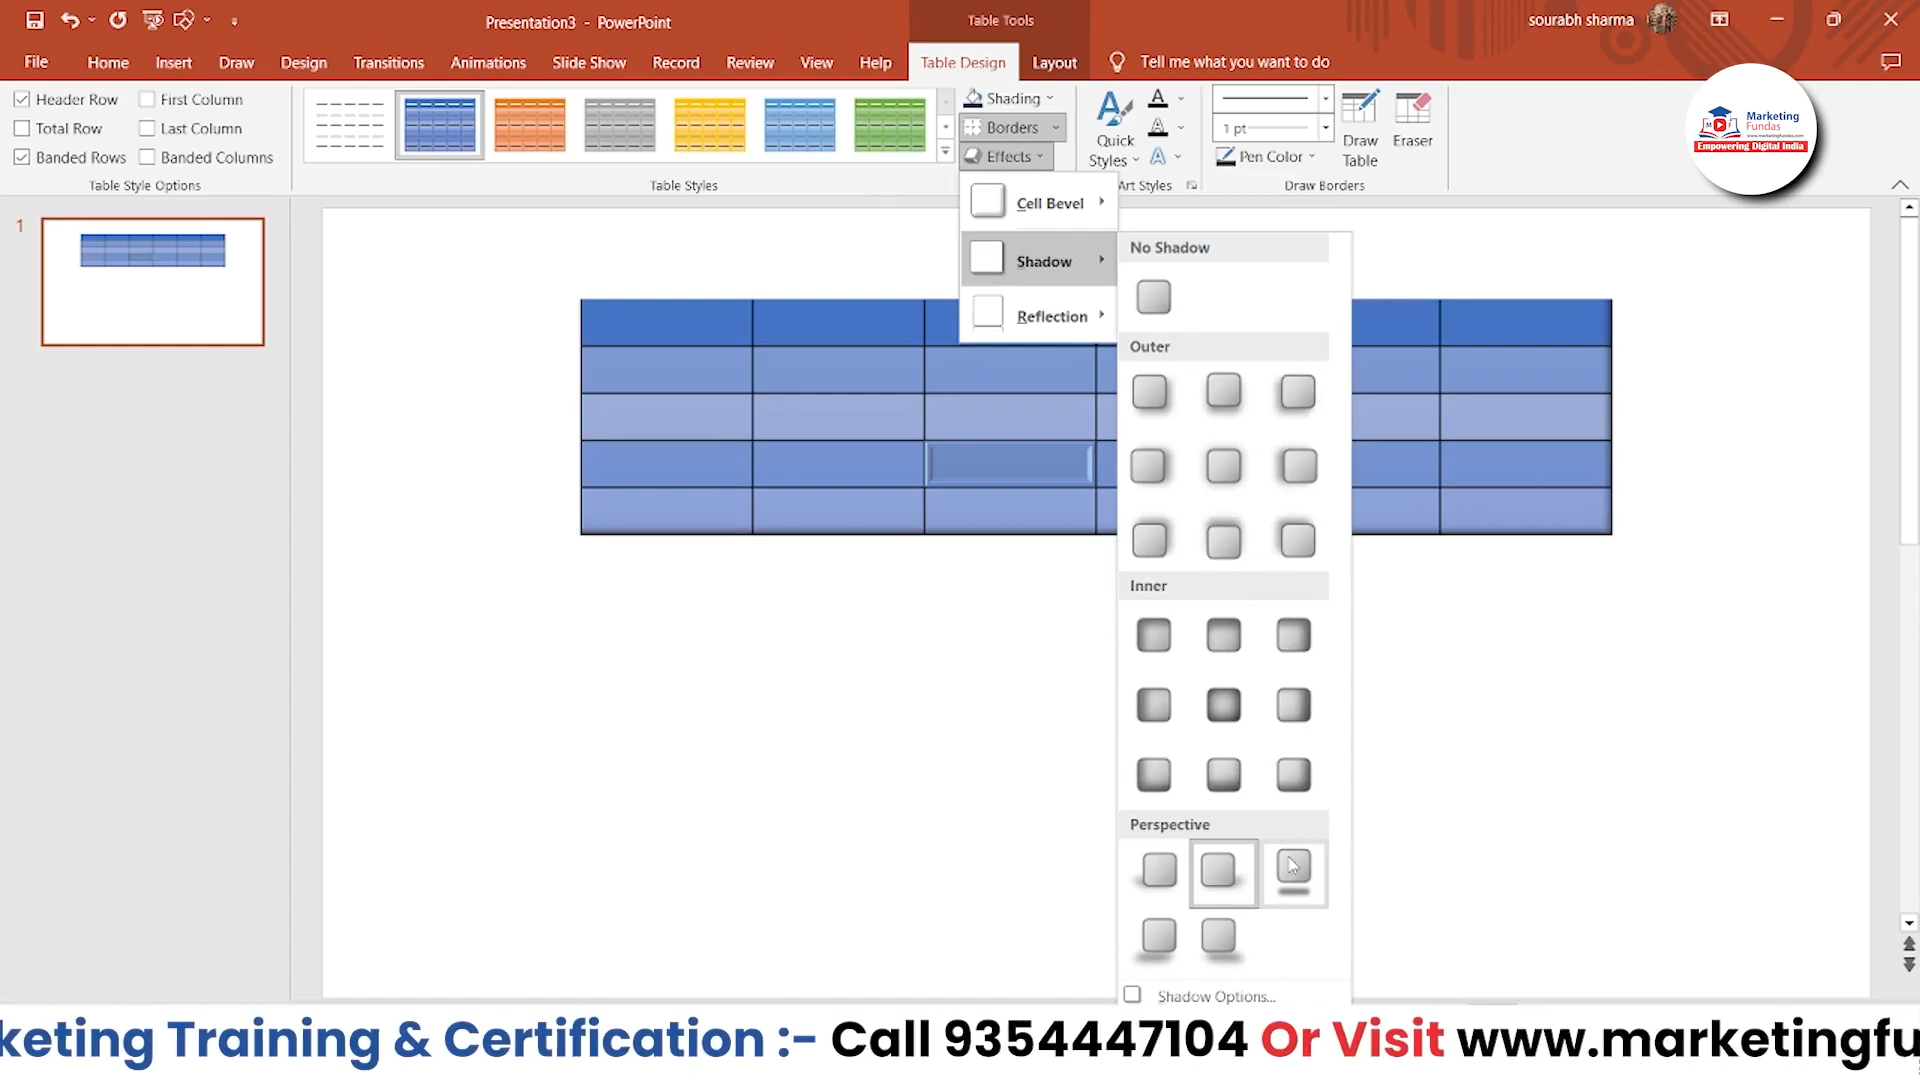 Presentation3 - PowerPoint
Table Tools
sourabh sharma
File
Home
Insert
Draw
Design
Transitions
Animations
Slide Show
Record
Review
View
Help
Table Design
Layout
Tell me what you want to do
Header Row
First Column
Total Row
Last Column
Banded Rows
Banded Columns
Table Style Options
Table Styles
Shading
Borders
Effects
Quick
Styles
Art Styles
1 pt
Pen Color
Draw
Table
Eraser
Draw Borders
Marketing
Fundas
www.marketingfundas.com
Empowering Digital India
1
Cell Bevel
Shadow
Reflection
No Shadow
Outer
Inner
Perspective
Shadow Options...
keting Training & Certification :- Call 9354447104 Or Visit www.marketingfu